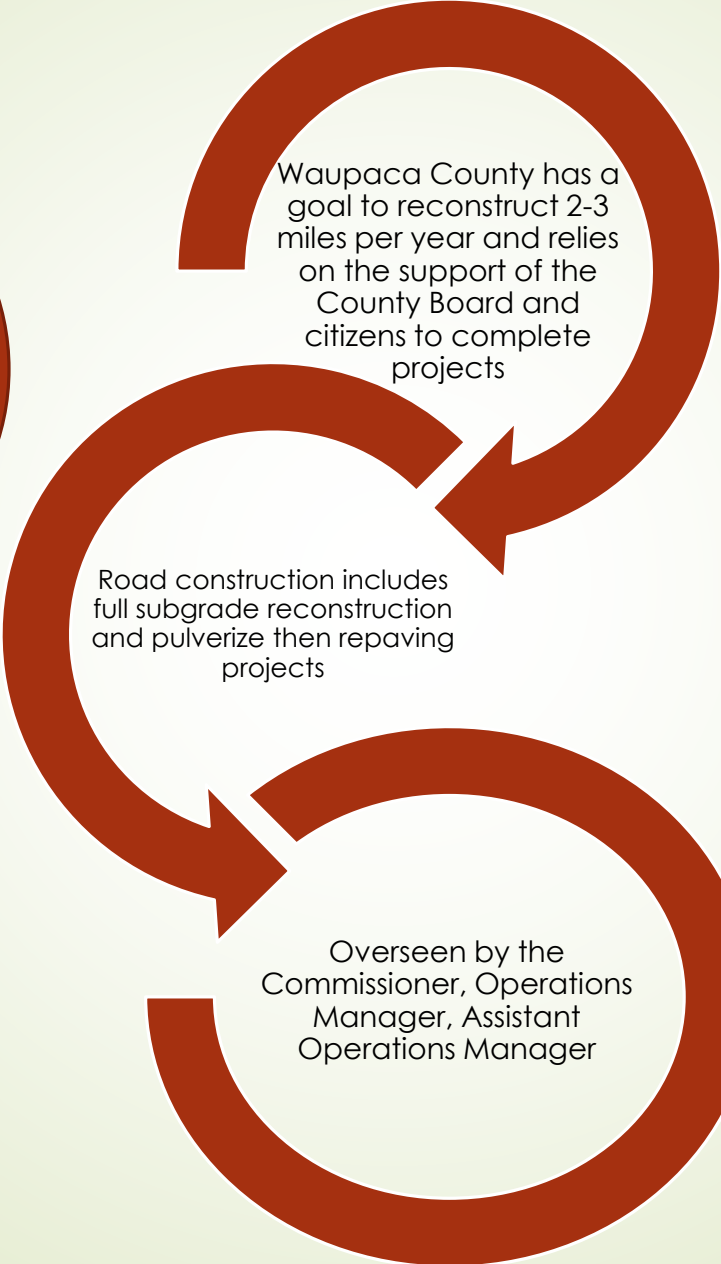 Waupaca County has a
goal to reconstruct 2-3
miles per year and relies
on the support of the
County Board and
citizens to complete
projects
Road construction includes
full subgrade reconstruction
and pulverize then repaving
projects
Overseen by the
Commissioner, Operations
Manager, Assistant
Operations Manager